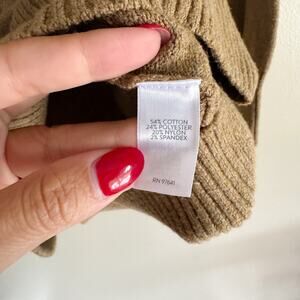 54% COTTON
24% POLYESTER
20% NYLON
2% SPANDEX
RN 97641